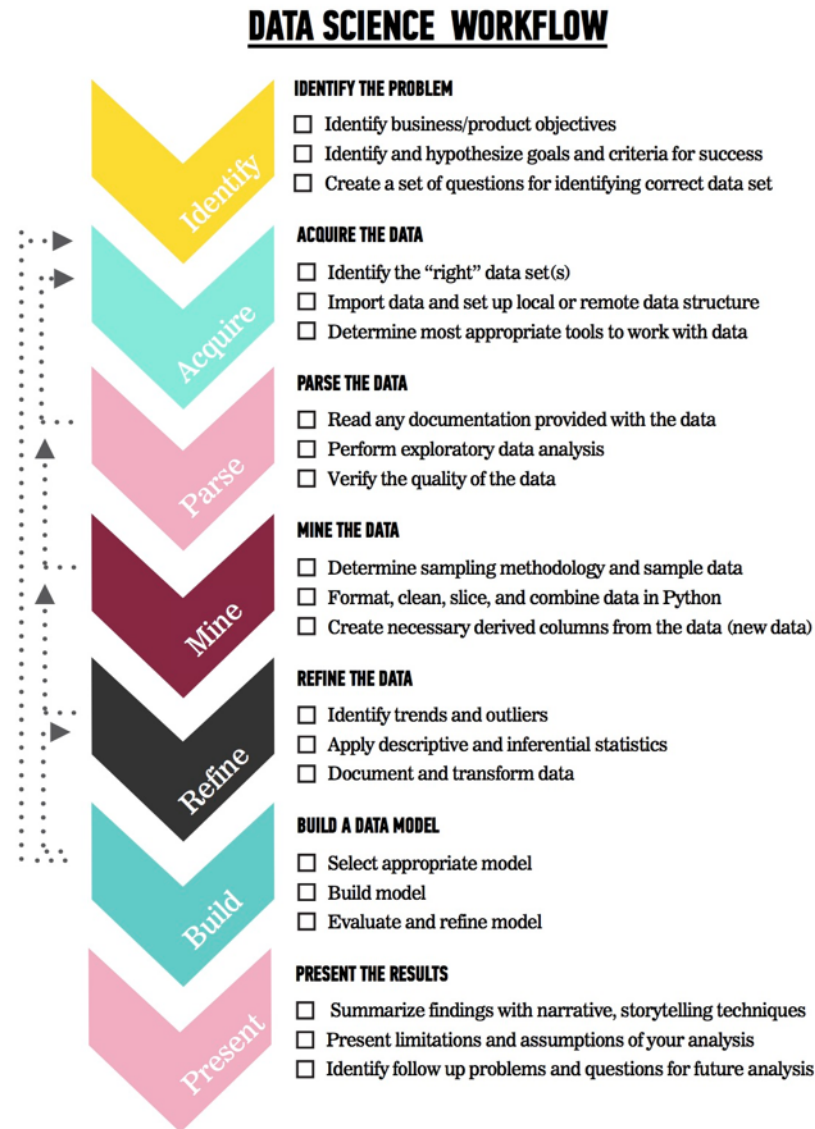 DATA SCIENCE WORKFLOW
IDENTIFY THE PROBLEM
Identify business/product objectives
Identify and hypothesize goals and criteria for success
Create a set of questions for identifying correct data set
Identify
ACQUIRE THE DATA
Identify the “right” data set(s)
Import data and set up local or remote data structure
Determine most appropriate tools to work with data
Acquire
PARSE THE DATA
Read any documentation provided with the data
Perform exploratory data analysis
Verify the quality of the data
Parse
MINE THE DATA
Determine sampling methodology and sample data
Format, clean, slice, and combine data in Python
Create necessary derived columns from the data (new data)
Mine
REFINE THE DATA
Identify trends and outliers
Apply descriptive and inferential statistics
Document and transform data
Refine
BUILD A DATA MODEL
Select appropriate model
Build model
Evaluate and refine model
Build
PRESENT THE RESULTS
Summarize findings with narrative, storytelling techniques
Present limitations and assumptions of your analysis
Identify follow up problems and questions for future analysis
Present